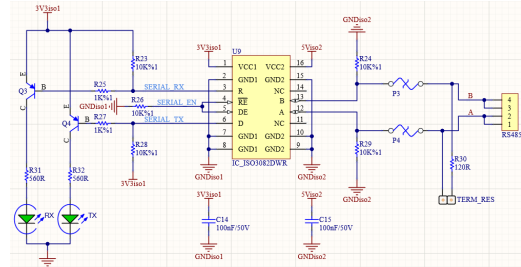 3V3iso1
GNDiso2
R23
10K%1
3V3iso1
U9
5Viso2
R24
10K%1
E
Q3
B
C
R25
1K%1
SERIAL_RX
GNDiso1
R26
10K%1
SERIAL_EN
R27
1K%1
SERIAL_TX
E
Q4
B
C
R28
10K%1
3V3iso1
1 VCC1 VCC2 16
2 GND1 GND2 15
3 R NC 14
4 RE B 13
5 DE A 12
6 D NC 11
7 GND1 GND2 10
8 GND1 GND2 9
IC_ISO3082DWR
GNDiso1
GNDiso2
P3
P4
B
A
4
3
2
1
RS485
R29
10K%1
GNDiso2
R30
120R
TERM_RES
R31
560R
R32
560R
RX
TX
3V3iso1
C14
100nF/50V
GNDiso1
5Viso2
C15
100nF/50V
GNDiso2